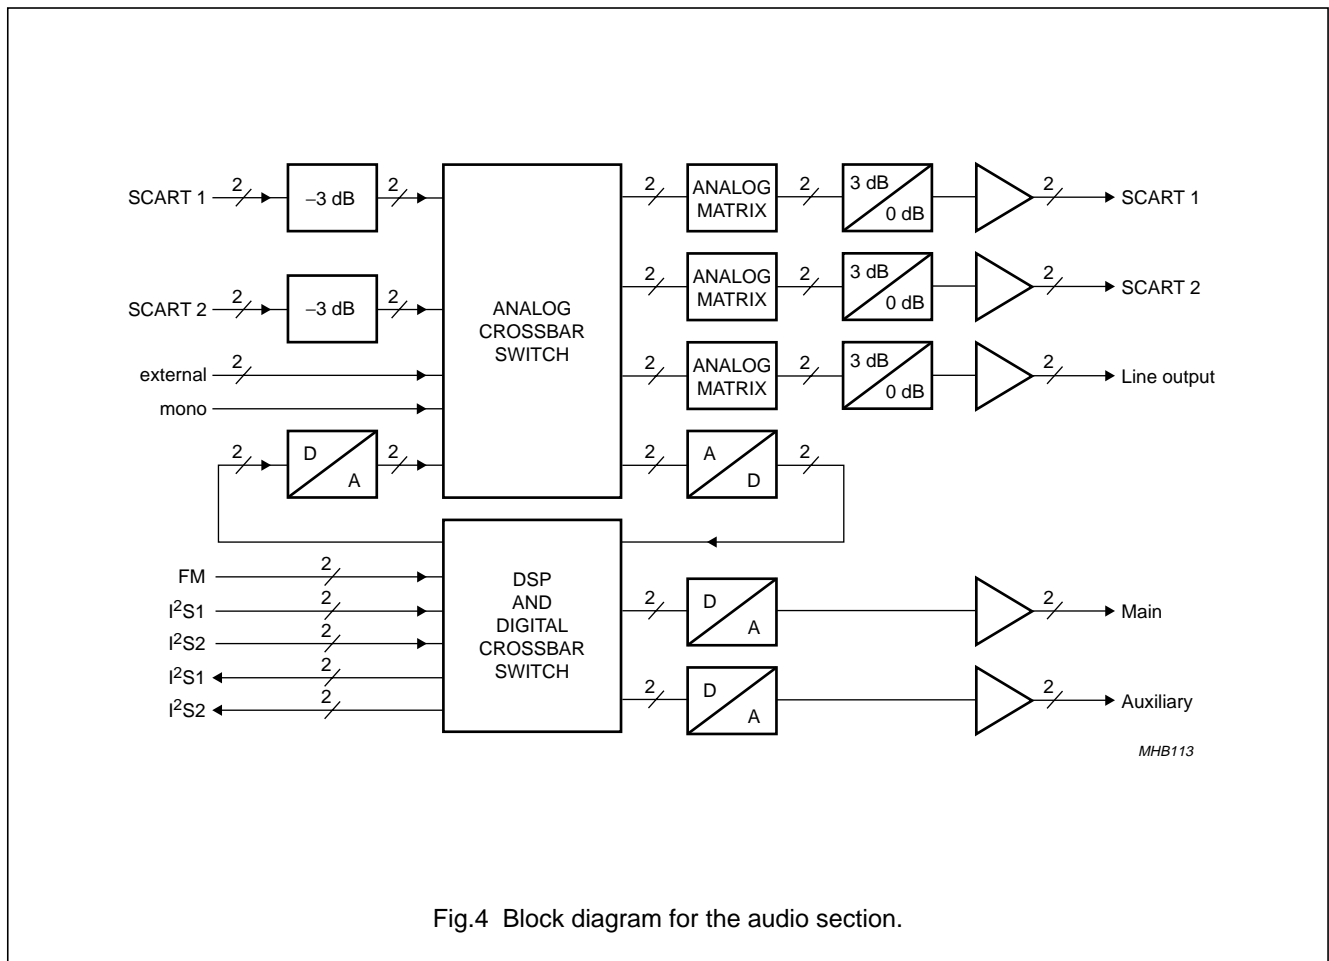 SCART 1
2
−3 dB
2
2
ANALOG
MATRIX
2
3 dB
0 dB
2
SCART 1
SCART 2
2
−3 dB
2
ANALOG
CROSSBAR
SWITCH
2
ANALOG
MATRIX
2
3 dB
0 dB
2
SCART 2
external
2
mono
2
ANALOG
MATRIX
2
3 dB
0 dB
2
Line output
2
D
A
2
2
A
D
2
FM
2
I²S1
2
I²S2
2
I²S1
2
I²S2
2
DSP
AND
DIGITAL
CROSSBAR
SWITCH
2
D
A
2
Main
2
D
A
2
Auxiliary
MHB113
Fig.4 Block diagram for the audio section.